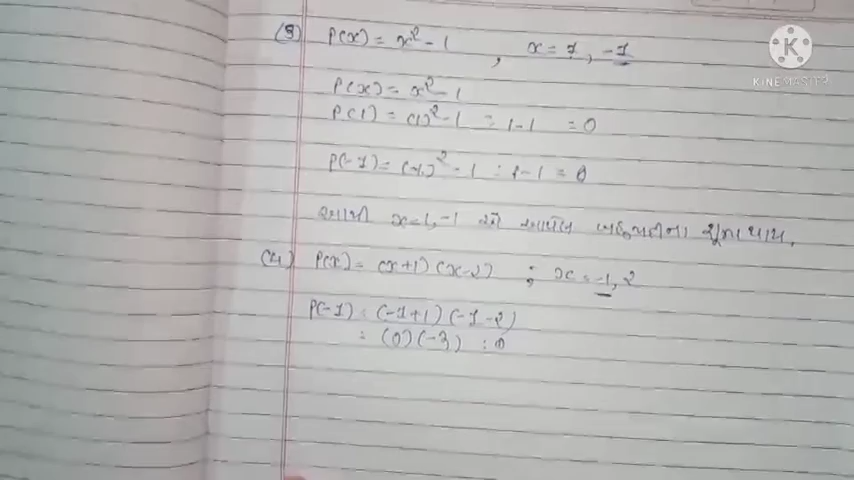 (૩) P(x) = x² - 1 , x = 1, -1
K
KINEMASTER
P(x) = x² - 1
P(1) = (1)² - 1 = 1 - 1 = 0
P(-1) = (-1)² - 1 = 1 - 1 = 0
આથી x = 1, -1 એ આપેલ બહુપદીના શૂન્ય થાય.
(૪) P(x) = (x+1) (x-2) ; x = -1, 2
P(-1) = (-1+1) (-1-2)
= (0) (-3) = 0